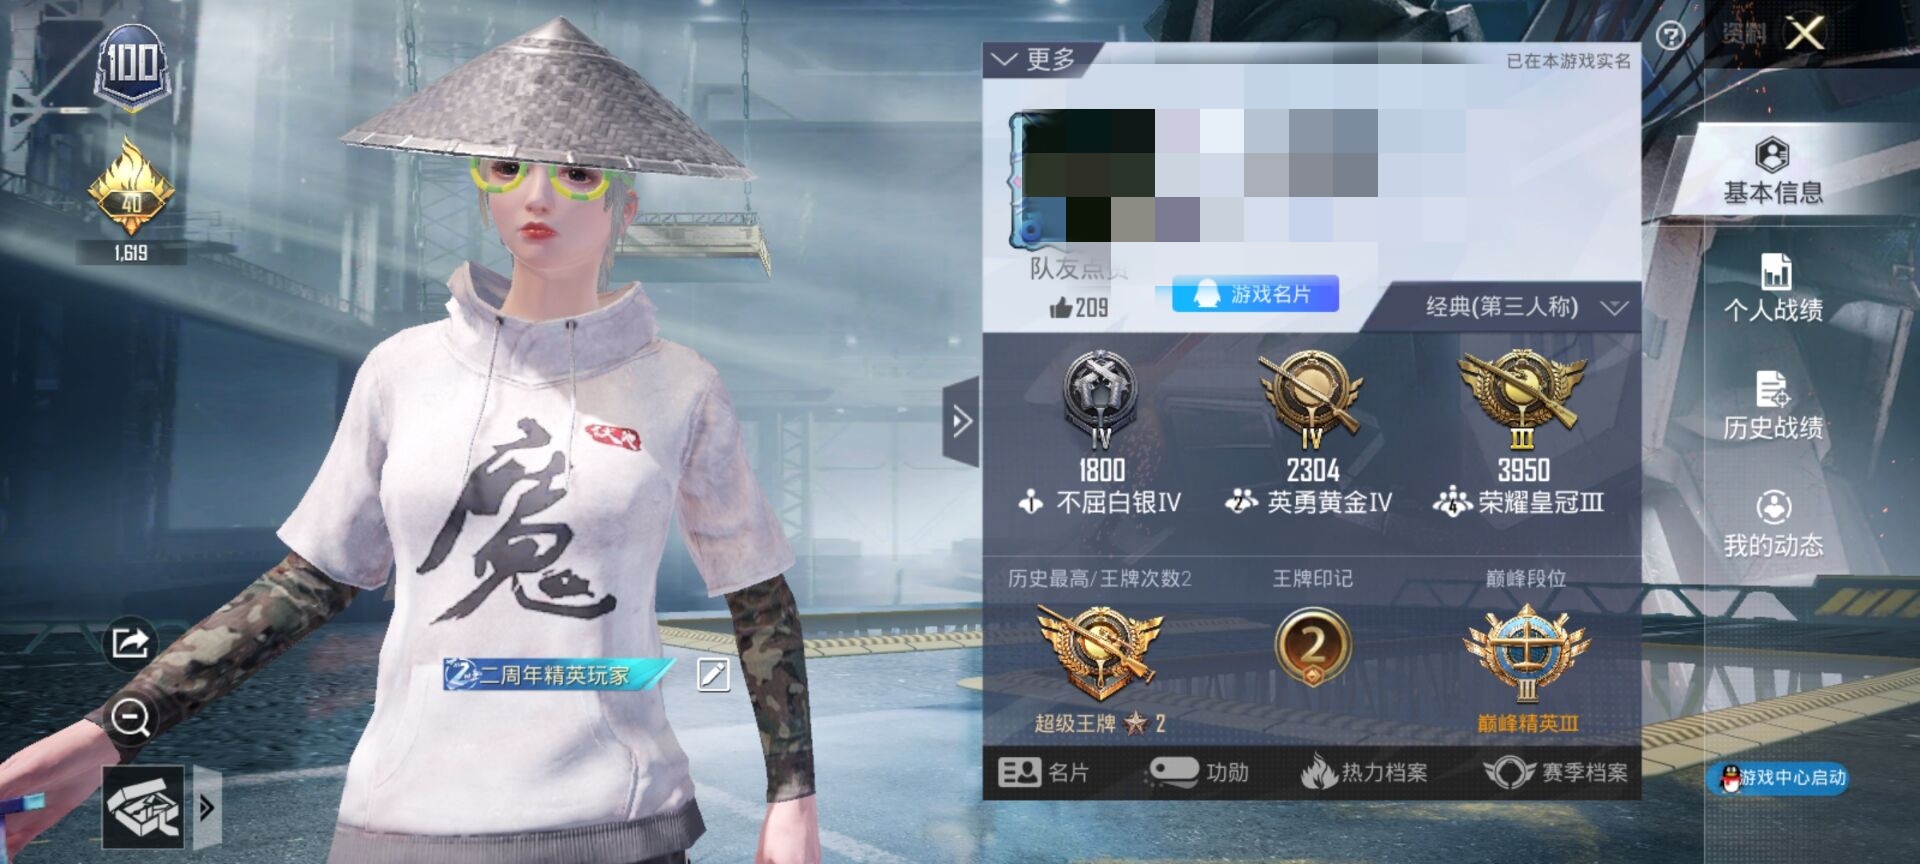 100
40
1,619
魔
二周年精英玩家
更多
已在本游戏实名
队友点赞
209
游戏名片
经典(第三人称)
IV
IV
III
1800
2304
3950
1 不屈白银IV
2 英勇黄金IV
4 荣耀皇冠III
历史最高/王牌次数2
王牌印记
巅峰段位
2
III
超级王牌 2
巅峰精英III
名片
功勋
热力档案
赛季档案
?
资料
基本信息
个人战绩
历史战绩
我的动态
游戏中心启动